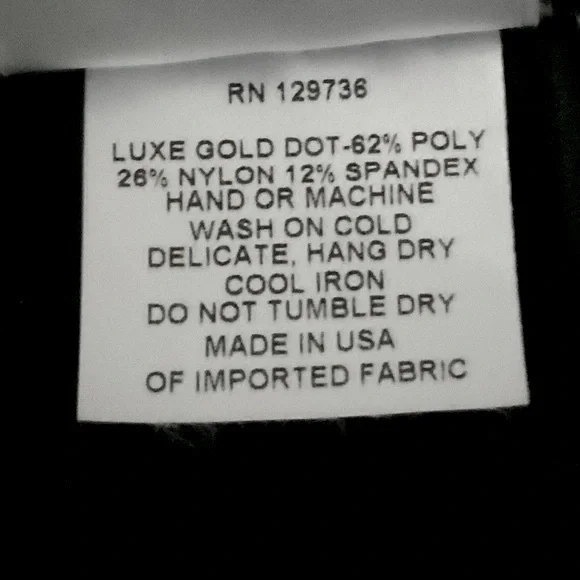 RN 129736
LUXE GOLD DOT-62% POLY
26% NYLON 12% SPANDEX
HAND OR MACHINE
WASH ON COLD
DELICATE, HANG DRY
COOL IRON
DO NOT TUMBLE DRY
MADE IN USA
OF IMPORTED FABRIC